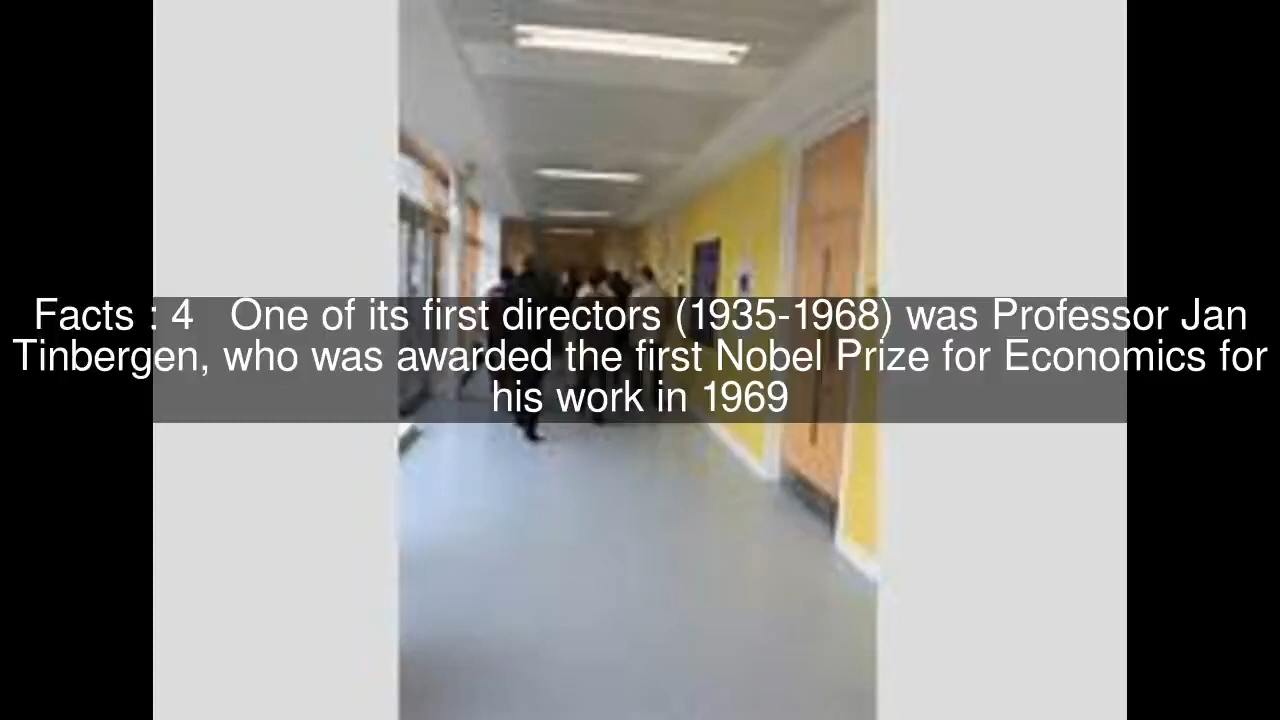 Facts : 4   One of its first directors (1935-1968) was Professor Jan
Tinbergen, who was awarded the first Nobel Prize for Economics for
his work in 1969